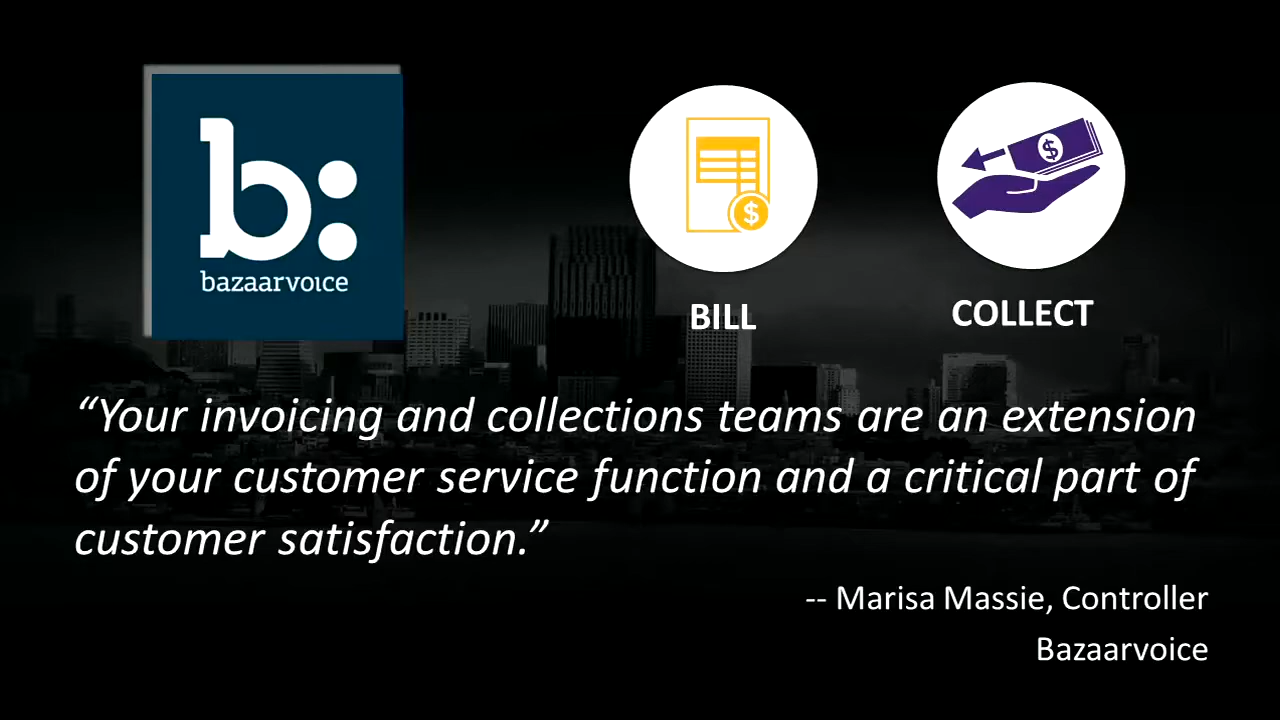 b:
bazaarvoice
$
$
BILL
COLLECT
“Your invoicing and collections teams are an extension
of your customer service function and a critical part of
customer satisfaction.”
-- Marisa Massie, Controller
Bazaarvoice